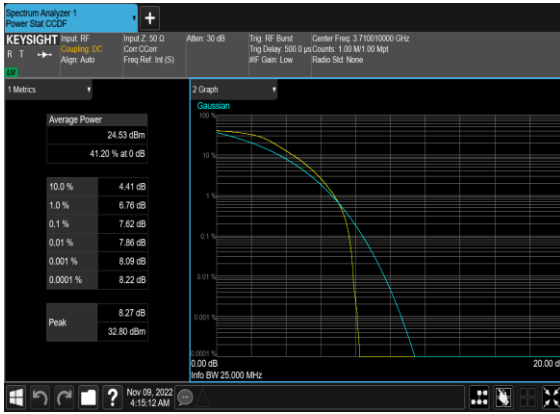 Spectrum Analyzer 1
Power Stat CCDF
+
KEYSIGHT
R T
LXI
Input: RF
Coupling: DC
Align: Auto
Input Z: 50 Ω
Corr CCorr
Freq Ref: Int (S)
Atten: 30 dB
Trig: RF Burst
Trig Delay: 500.0 µs
#IF Gain: Low
Center Freq: 3.710010000 GHz
Counts: 1.00 M/1.00 Mpt
Radio Std: None
1 Metrics
Average Power
24.53 dBm
41.20 % at 0 dB
10.0 % 4.41 dB
1.0 % 6.76 dB
0.1 % 7.62 dB
0.01 % 7.86 dB
0.001 % 8.09 dB
0.0001 % 8.22 dB
Peak
8.27 dB
32.80 dBm
2 Graph
Gaussian
100 %
10 %
1 %
0.1 %
0.01 %
0.001 %
0.0001 %
0.00 dB
20.00 d
Info BW 25.000 MHz
?
Nov 09, 2022
4:15:12 AM